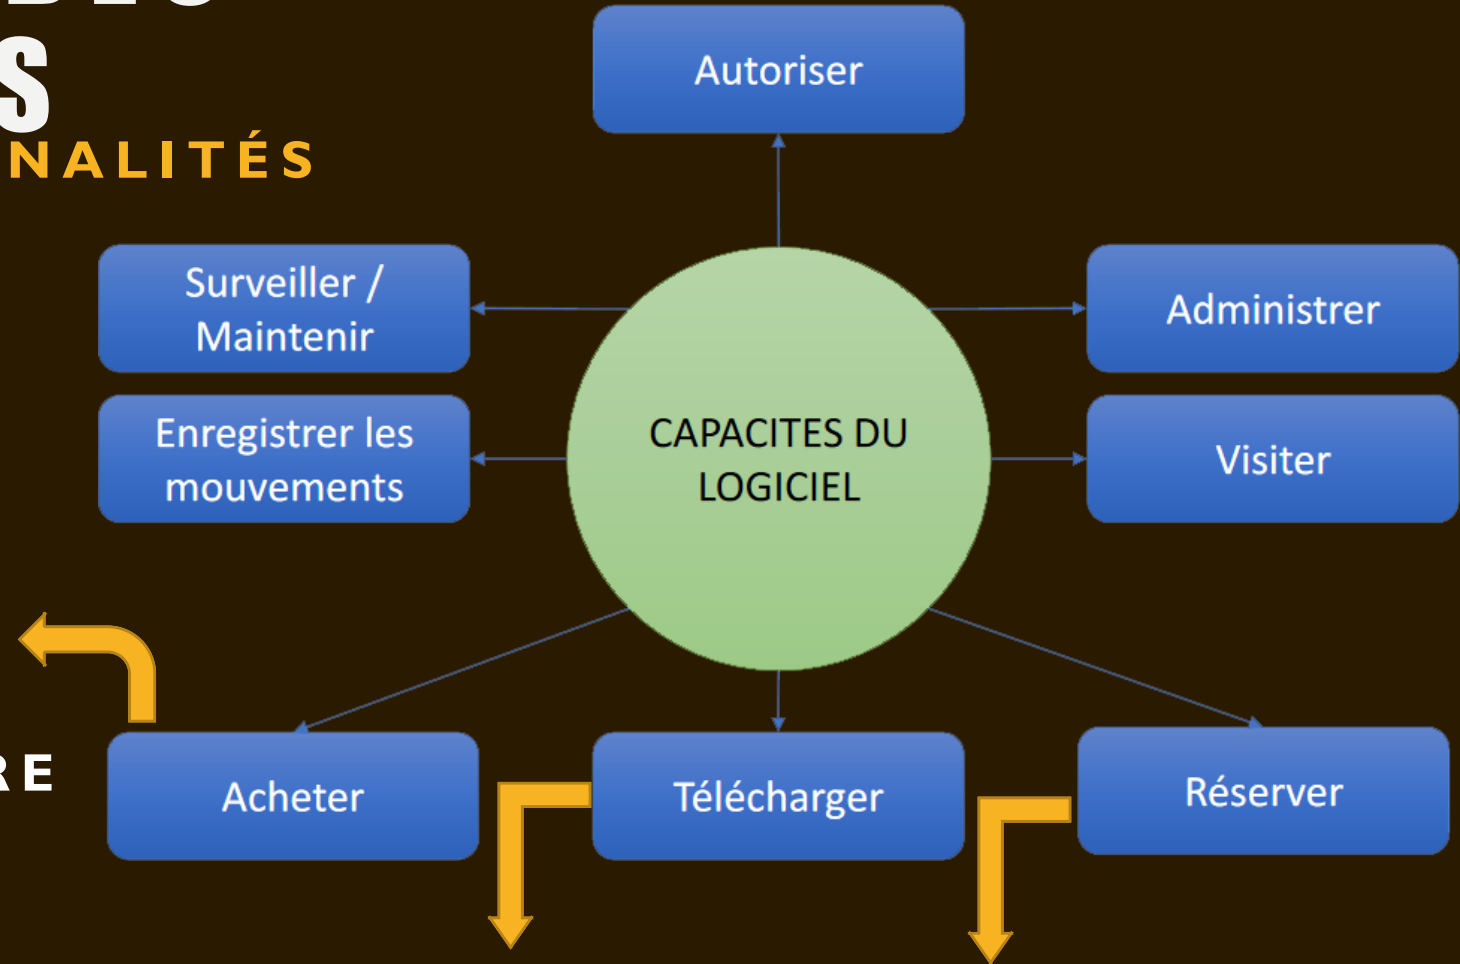 S
NALITÉS
Autoriser
Surveiller /
Maintenir
Administrer
Enregistrer les
mouvements
CAPACITES DU
LOGICIEL
Visiter
RE
Acheter
Télécharger
Réserver